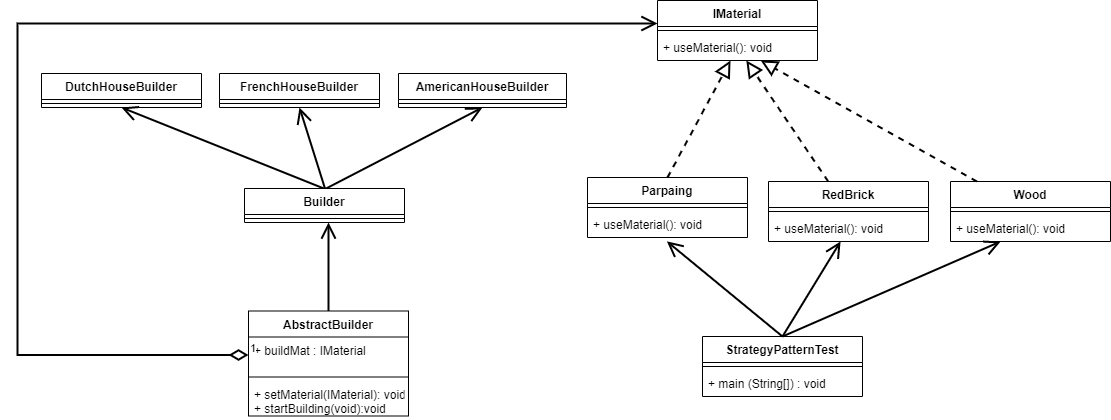 IMaterial
+ useMaterial(): void
DutchHouseBuilder
FrenchHouseBuilder
AmericanHouseBuilder
Builder
Parpaing
+ useMaterial(): void
RedBrick
+ useMaterial(): void
Wood
+ useMaterial(): void
AbstractBuilder
1
+ buildMat : IMaterial
+ setMaterial(IMaterial): void
+ startBuilding(void):void
StrategyPatternTest
+ main (String[]) : void